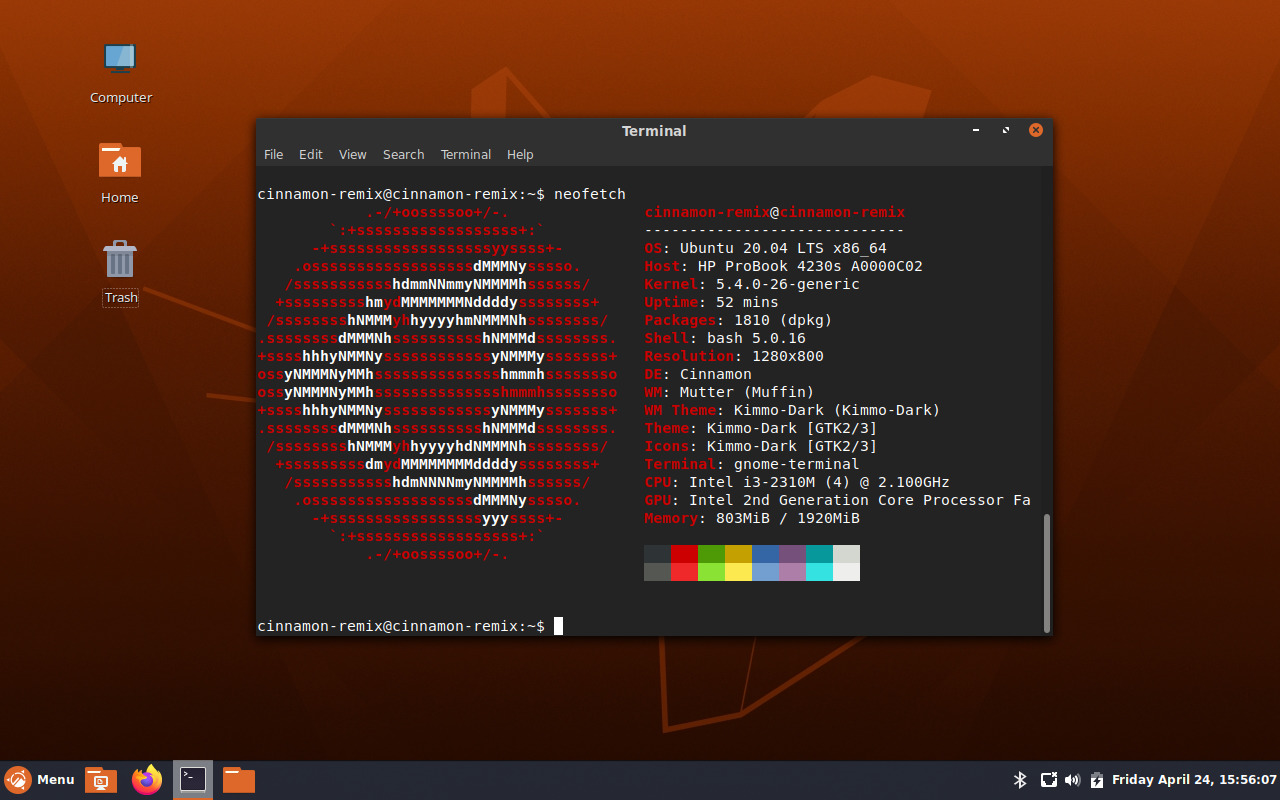 Computer
Home
Trash
Terminal
File Edit View Search Terminal Help
cinnamon-remix@cinnamon-remix:~$ neofetch
.-/+oossssoo+/-. cinnamon-remix@cinnamon-remix
`:+ssssssssssssssssss+:` -----------------------------
-+ssssssssssssssssssyyssss+- OS: Ubuntu 20.04 LTS x86_64
.ossssssssssssssssssdMMMNysssso. Host: HP ProBook 4230s A0000C02
/ssssssssssshdmmNNmmyNMMMMhssssss/ Kernel: 5.4.0-26-generic
+ssssssssshmydMMMMMMMNddddyssssssss+ Uptime: 52 mins
/sssssssshNMMMyhhyyyyhmNMMMNhssssssss/ Packages: 1810 (dpkg)
.ssssssssdMMMNhsssssssssshNMMMdssssssss. Shell: bash 5.0.16
+sssshhhyNMMNyssssssssssssyNMMMysssssss+ Resolution: 1280x800
ossyNMMMNyMMhsssssssssssssshmmmhssssssso DE: Cinnamon
ossyNMMMNyMMhsssssssssssssshmmmhssssssso WM: Mutter (Muffin)
+sssshhhyNMMNyssssssssssssyNMMMysssssss+ WM Theme: Kimmo-Dark (Kimmo-Dark)
.ssssssssdMMMNhsssssssssshNMMMdssssssss. Theme: Kimmo-Dark [GTK2/3]
/sssssssshNMMMyhhyyyyhdNMMMNhssssssss/ Icons: Kimmo-Dark [GTK2/3]
+sssssssssdmydMMMMMMMMddddyssssssss+ Terminal: gnome-terminal
/ssssssssssshdmNNNNmyNMMMMhssssss/ CPU: Intel i3-2310M (4) @ 2.100GHz
.ossssssssssssssssssdMMMNysssso. GPU: Intel 2nd Generation Core Processor Fa
-+sssssssssssssssssyyyssss+- Memory: 803MiB / 1920MiB
`:+ssssssssssssssssss+:`
.-/+oossssoo+/-.
cinnamon-remix@cinnamon-remix:~$
Menu
Friday April 24, 15:56:07